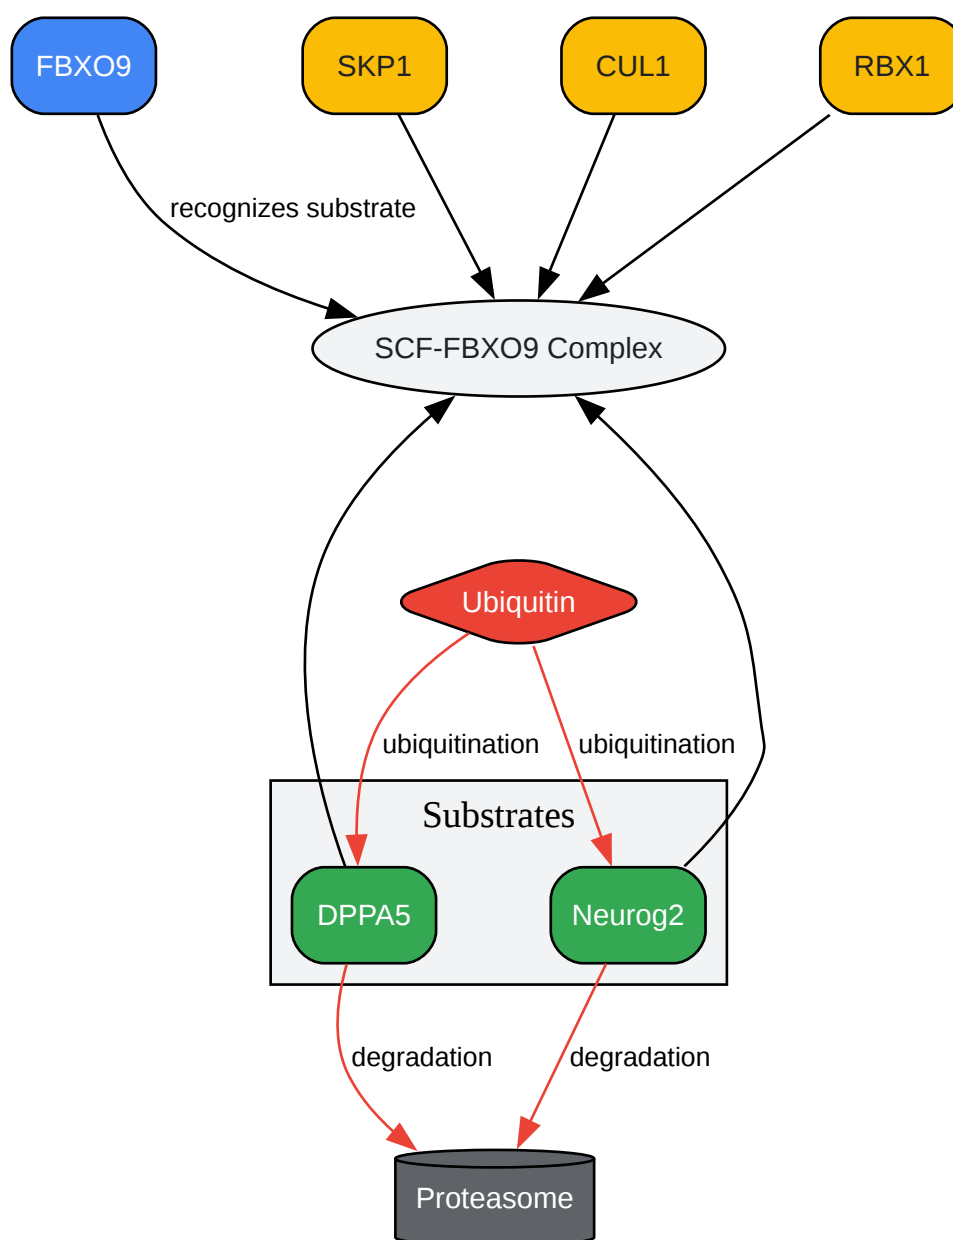 FBXO9
SKP1
CUL1
RBX1
recognizes substrate
SCF-FBXO9 Complex
Ubiquitin
ubiquitination
ubiquitination
Substrates
DPPA5
Neurog2
degradation
degradation
Proteasome